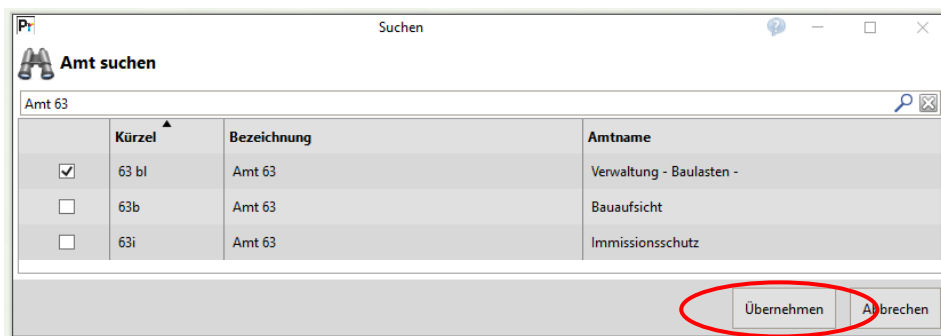 Pr Suchen
Amt suchen
Amt 63
Kürzel Bezeichnung Amtname
63 bl Amt 63 Verwaltung - Baulasten -
63b Amt 63 Bauaufsicht
63i Amt 63 Immissionsschutz
Übernehmen Abbrechen